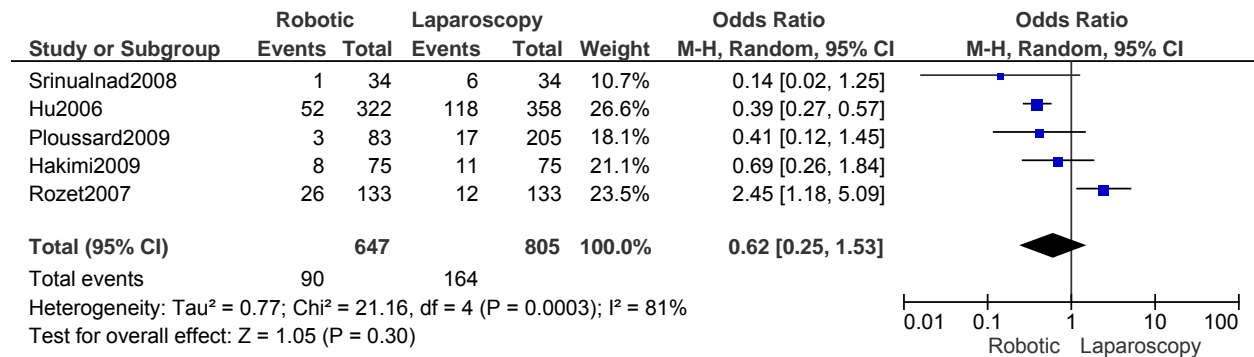 Robotic Laparoscopy Odds Ratio Odds Ratio
Study or Subgroup Events Total Events Total Weight M-H, Random, 95% CI M-H, Random, 95% CI
Srinualnad2008 1 34 6 34 10.7% 0.14 [0.02, 1.25]
Hu2006 52 322 118 358 26.6% 0.39 [0.27, 0.57]
Ploussard2009 3 83 17 205 18.1% 0.41 [0.12, 1.45]
Hakimi2009 8 75 11 75 21.1% 0.69 [0.26, 1.84]
Rozet2007 26 133 12 133 23.5% 2.45 [1.18, 5.09]
Total (95% CI) 647 805 100.0% 0.62 [0.25, 1.53]
Total events 90 164
Heterogeneity: Tau² = 0.77; Chi² = 21.16, df = 4 (P = 0.0003); I² = 81%
Test for overall effect: Z = 1.05 (P = 0.30)
0.01 0.1 1 10 100
Robotic Laparoscopy